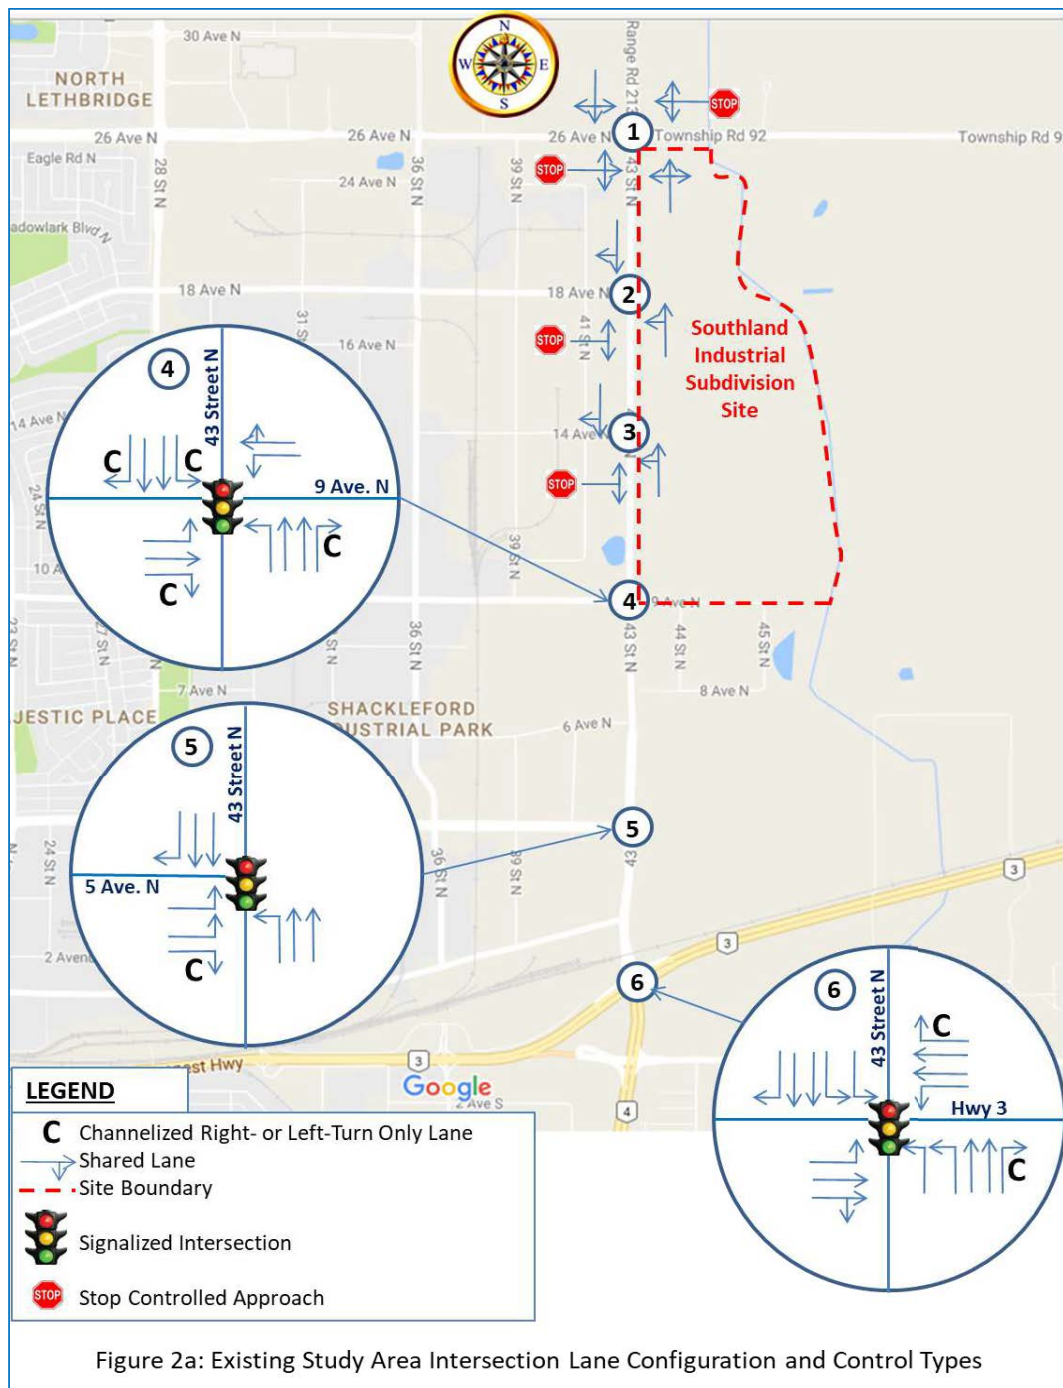 30 Ave N
N
W
E
S
Range Rd 213
NORTH
LETHBRIDGE
STOP
26 Ave N
26 Ave N
26 Ave N
1
Township Rd 92
Township Rd 9
Eagle Rd N
28 St N
36 St N
39 St N
43 St N
24 Ave N
STOP
adowlark Blvd N
18 Ave N
18 Ave N
2
31 St N
16 Ave N
41 St N
STOP
Southland
Industrial
Subdivision
Site
4
43 Street N
14 Ave N
14 Ave N
3
C
C
STOP
9 Ave. N
24 St N
C
C
10 A
39 St N
4
9 Ave N
27 St N
36 St N
43 St N
44 St N
45 St N
7 Ave N
8 Ave N
JESTIC PLACE
SHACKLEFORD
USTRIAL PARK
6 Ave N
5
43 Street N
5
43
24 St N
36 St N
39 St N
5 Ave. N
3
2 Aven
C
3
6
6
43 Street N
C
3
Google
2 Ave S
4
Hwy 3
C
LEGEND
C Channelized Right- or Left-Turn Only Lane
Shared Lane
Site Boundary
Signalized Intersection
STOP Stop Controlled Approach
Figure 2a: Existing Study Area Intersection Lane Configuration and Control Types